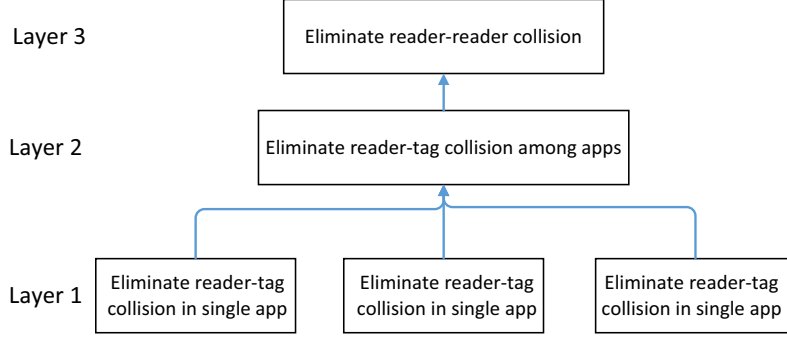 Layer 3
Eliminate reader-reader collision
Layer 2
Eliminate reader-tag collision among apps
Layer 1
Eliminate reader-tag
collision in single app
Eliminate reader-tag
collision in single app
Eliminate reader-tag
collision in single app